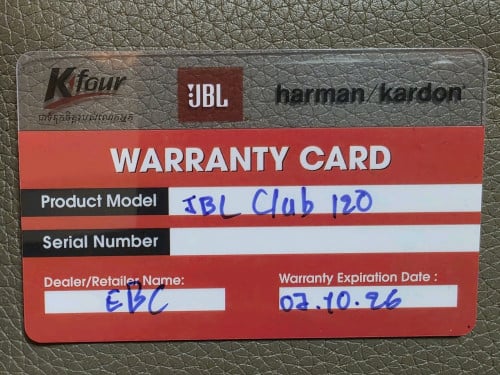 Kfour
JBL
harman/kardon
WARRANTY CARD
Product Model JBL Club 120
Serial Number
Dealer/Retailer Name:
EBC
Warranty Expiration Date :
07.10.26